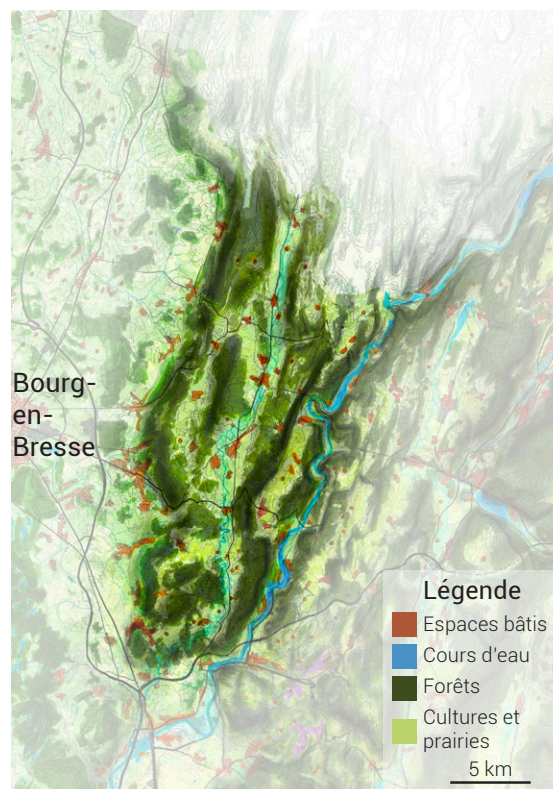 Bourg-
en-
Bresse
Légende
Espaces bâtis
Cours d'eau
Forêts
Cultures et
prairies
5 km